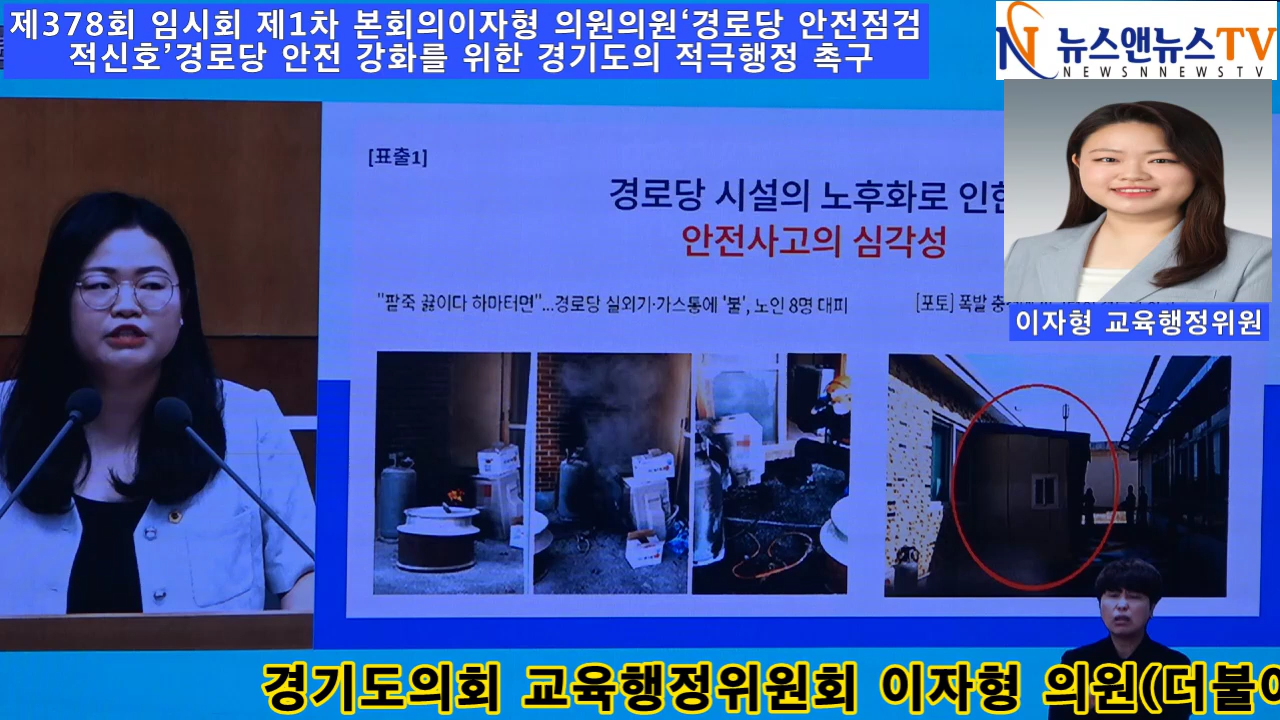 제378회 임시회 제1차 본회의이자형 의원의원‘경로당 안전점검
적신호’경로당 안전 강화를 위한 경기도의 적극행정 촉구
뉴스앤뉴스TV
NEWSNNEWSTV
[표출1]
경로당 시설의 노후화로
안전사고의 심각성
"팥죽 끓이다 하마터면"...경로당 실외기·가스통에 '불', 노인 8명 대피
[포토] 폭발
이자형 교육행정위원
경기도의회 교육행정위원회 이자형 의원(더불